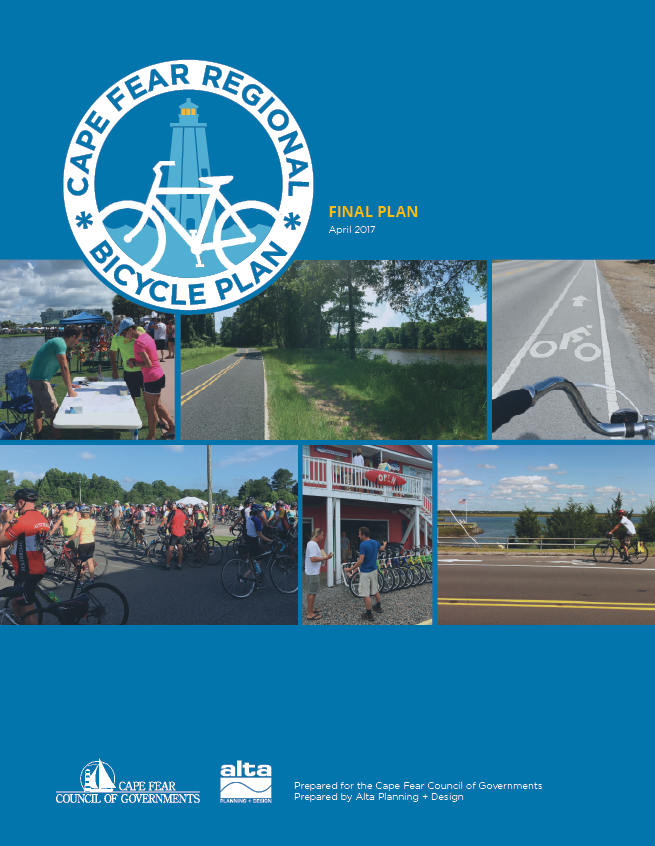 CAPE FEAR REGIONAL
BICYCLE PLAN
FINAL PLAN
April 2017
OPEN
CAPE FEAR
COUNCIL OF GOVERNMENTS
alta
PLANNING + DESIGN
Prepared for the Cape Fear Council of Governments
Prepared by Alta Planning + Design